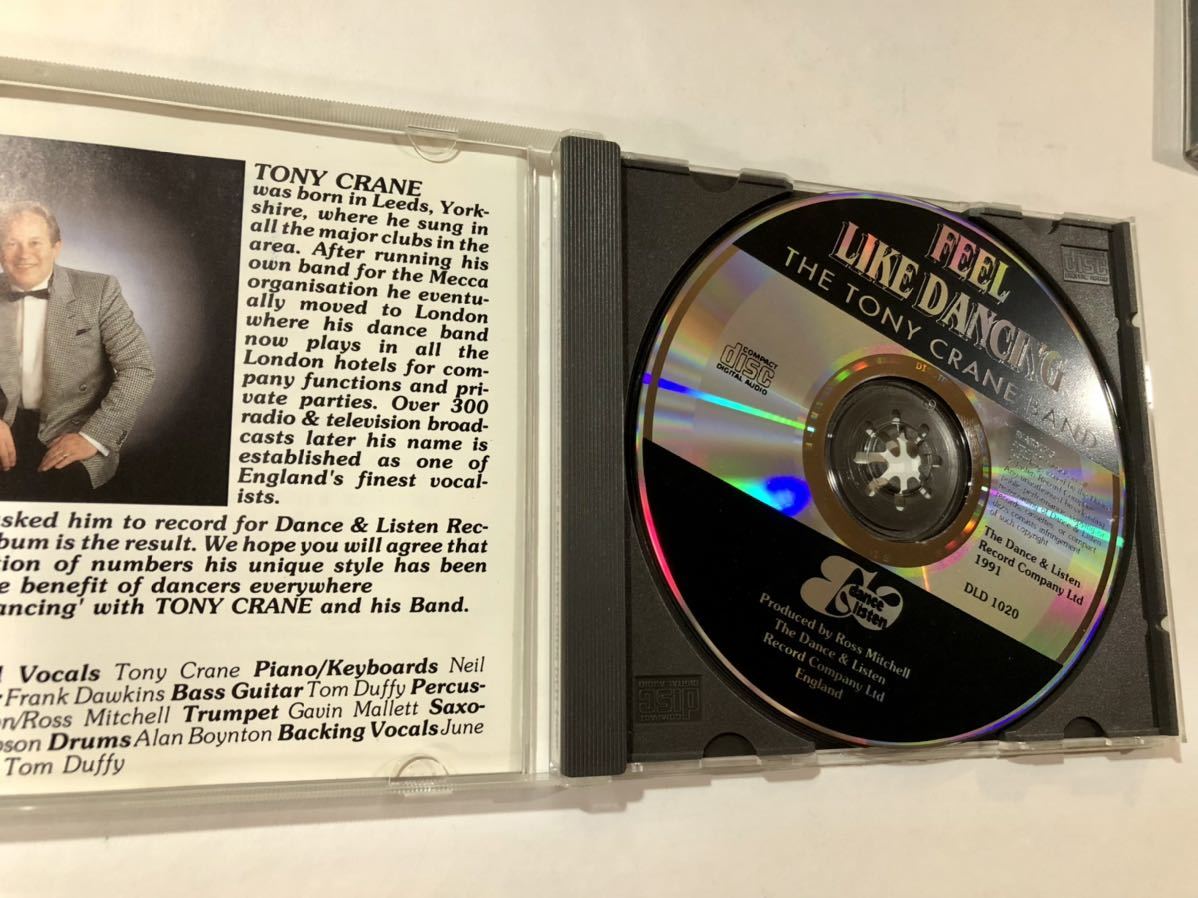 TONY CRANE
was born in Leeds, York-
shire, where he sung in
all the major clubs in the
area. After running his
own band for the Mecca
organisation he eventu-
ally moved to London
where his dance band
now plays in all the
London hotels for com-
pany functions and pri-
vate parties. Over 300
radio & television broad-
casts later his name is
established as one of
England's finest vocal-
ists.
asked him to record for Dance & Listen Rec-
bum is the result. We hope you will agree that
tion of numbers his unique style has been
e benefit of dancers everywhere
ancing' with TONY CRANE and his Band.
Vocals Tony Crane Piano/Keyboards Neil
Frank Dawkins Bass Guitar Tom Duffy Percus-
on/Ross Mitchell Trumpet Gavin Mallett Saxo-
oson Drums Alan Boynton Backing Vocals June
Tom Duffy
FEEL
LIKE DANCING
THE TONY CRANE BAND
COMPACT
disc
DIGITAL AUDIO
of such copyright
The Dance & Listen
Record Company Ltd
1991
DLD 1020
dance
listen
Produced by Ross Mitchell
The Dance & Listen
Record Company Ltd
England
disc